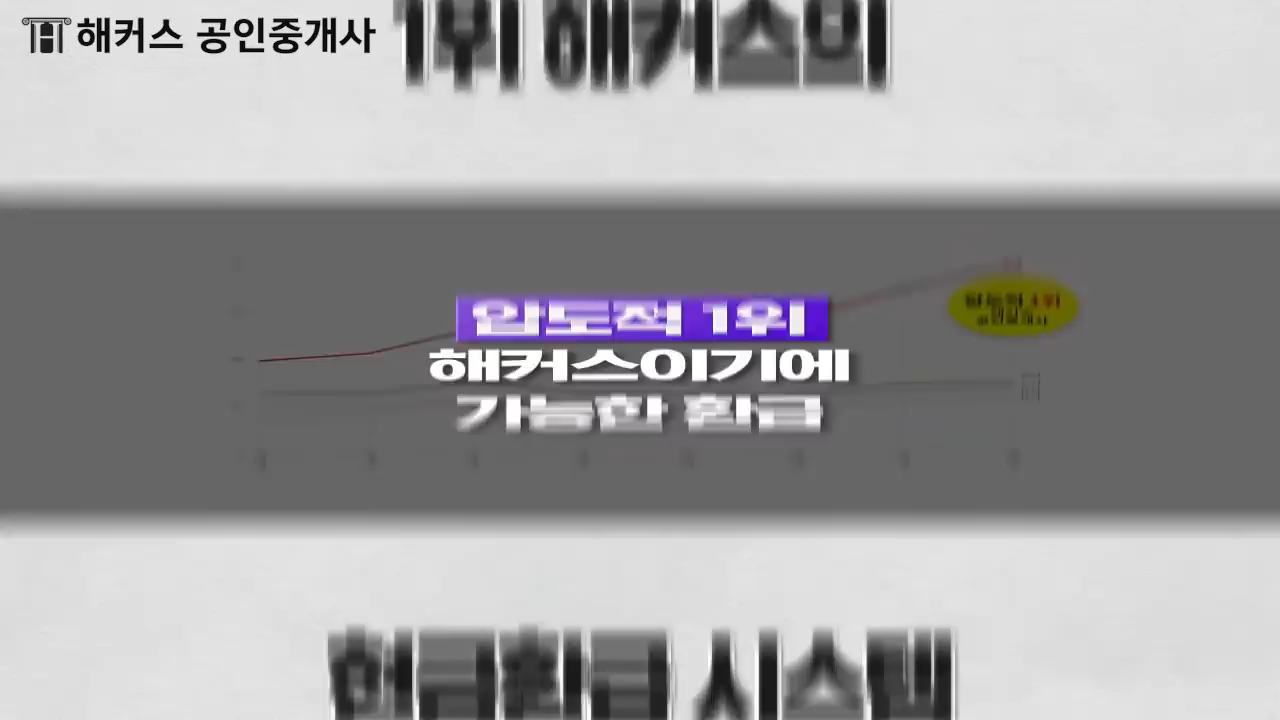 해커스 공인중개사
1위 해커스의
압도적 1위
해커스이기에
가능한 환급
현금환급 시스템